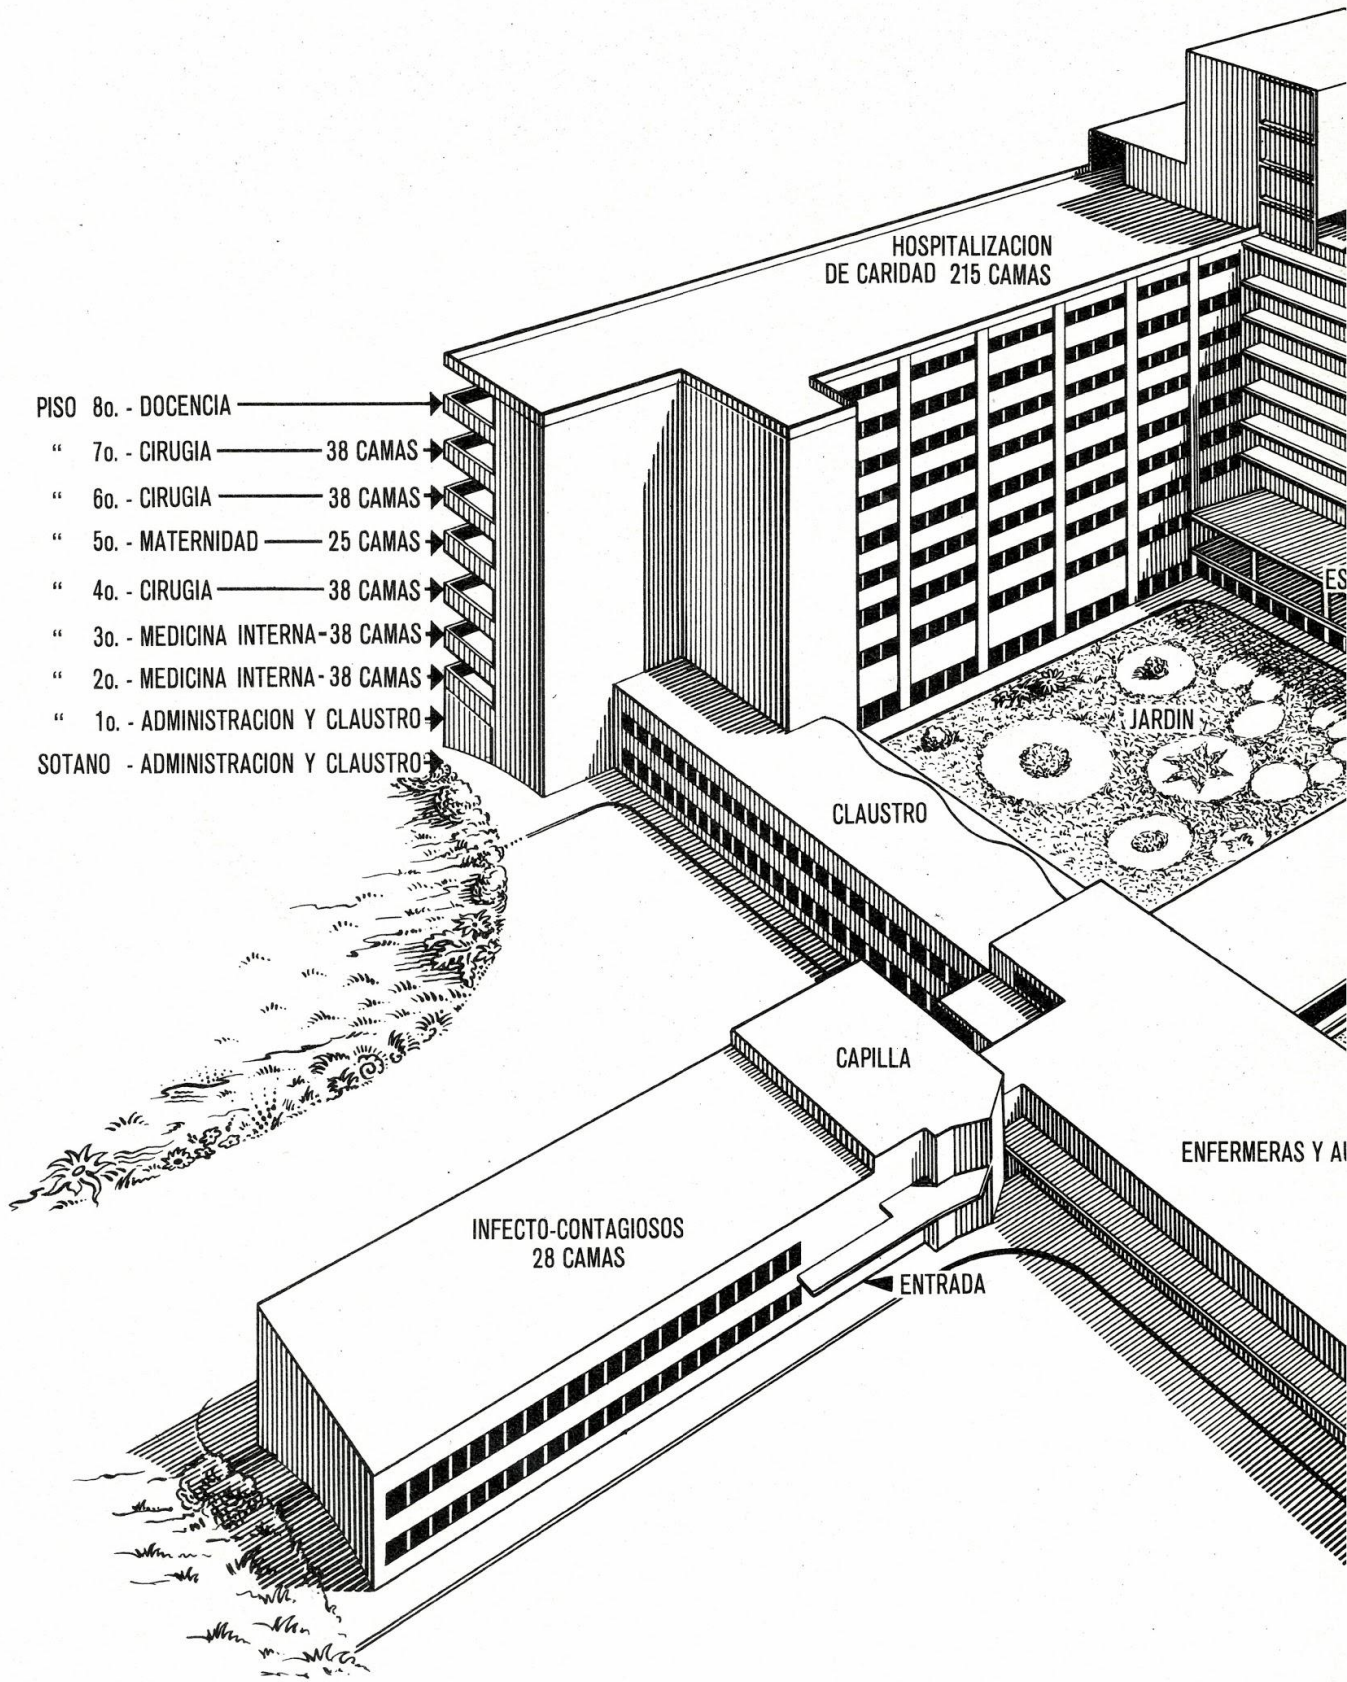 HOSPITALIZACION
DE CARIDAD 215 CAMAS
PISO 8o. - DOCENCIA
“ 7o. - CIRUGIA 38 CAMAS
“ 6o. - CIRUGIA 38 CAMAS
“ 5o. - MATERNIDAD 25 CAMAS
“ 4o. - CIRUGIA 38 CAMAS
“ 3o. - MEDICINA INTERNA-38 CAMAS
“ 2o. - MEDICINA INTERNA-38 CAMAS
“ 1o. - ADMINISTRACION Y CLAUSTRO
SOTANO - ADMINISTRACION Y CLAUSTRO
ES
JARDIN
CLAUSTRO
CAPILLA
ENFERMERAS Y
INFECTO-CONTAGIOSOS
28 CAMAS
ENTRADA